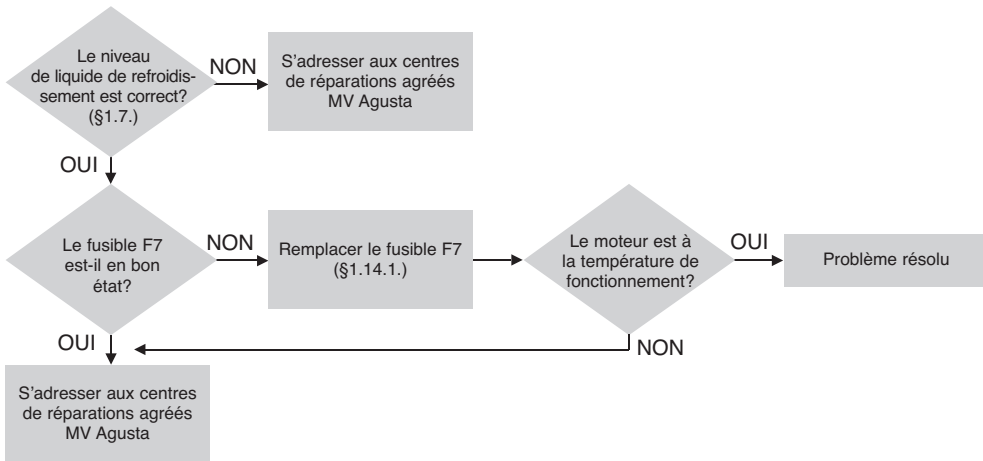 Le niveau
de liquide de refroidis-
sement est correct?
(§1.7.)
NON
S'adresser aux centres
de réparations agréés
MV Agusta
OUI
Le fusible F7
est-il en bon
état?
NON
Remplacer le fusible F7
(§1.14.1.)
Le moteur est à
la température de
fonctionnement?
OUI
Problème résolu
OUI
NON
S'adresser aux centres
de réparations agréés
MV Agusta